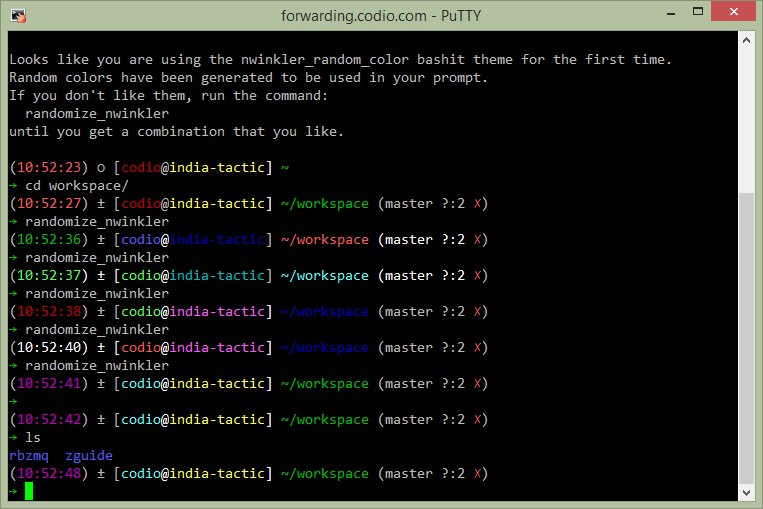 forwarding.codio.com - PuTTY
Looks like you are using the nwinkler_random_color bashit theme for the first time.
Random colors have been generated to be used in your prompt.
If you don't like them, run the command:
  randomize_nwinkler
until you get a combination that you like.
(10:52:23) o [codio@india-tactic] ~
→ cd workspace/
(10:52:27) ± [codio@india-tactic] ~/workspace (master ?:2 ✗)
→ randomize_nwinkler
(10:52:36) ± [codio@india-tactic] ~/workspace (master ?:2 ✗)
→ randomize_nwinkler
(10:52:37) ± [codio@india-tactic] ~/workspace (master ?:2 ✗)
→ randomize_nwinkler
(10:52:38) ± [codio@india-tactic] ~/workspace (master ?:2 ✗)
→ randomize_nwinkler
(10:52:40) ± [codio@india-tactic] ~/workspace (master ?:2 ✗)
→ randomize_nwinkler
(10:52:41) ± [codio@india-tactic] ~/workspace (master ?:2 ✗)
→
(10:52:42) ± [codio@india-tactic] ~/workspace (master ?:2 ✗)
→ ls
rbzmq  zguide
(10:52:48) ± [codio@india-tactic] ~/workspace (master ?:2 ✗)
→